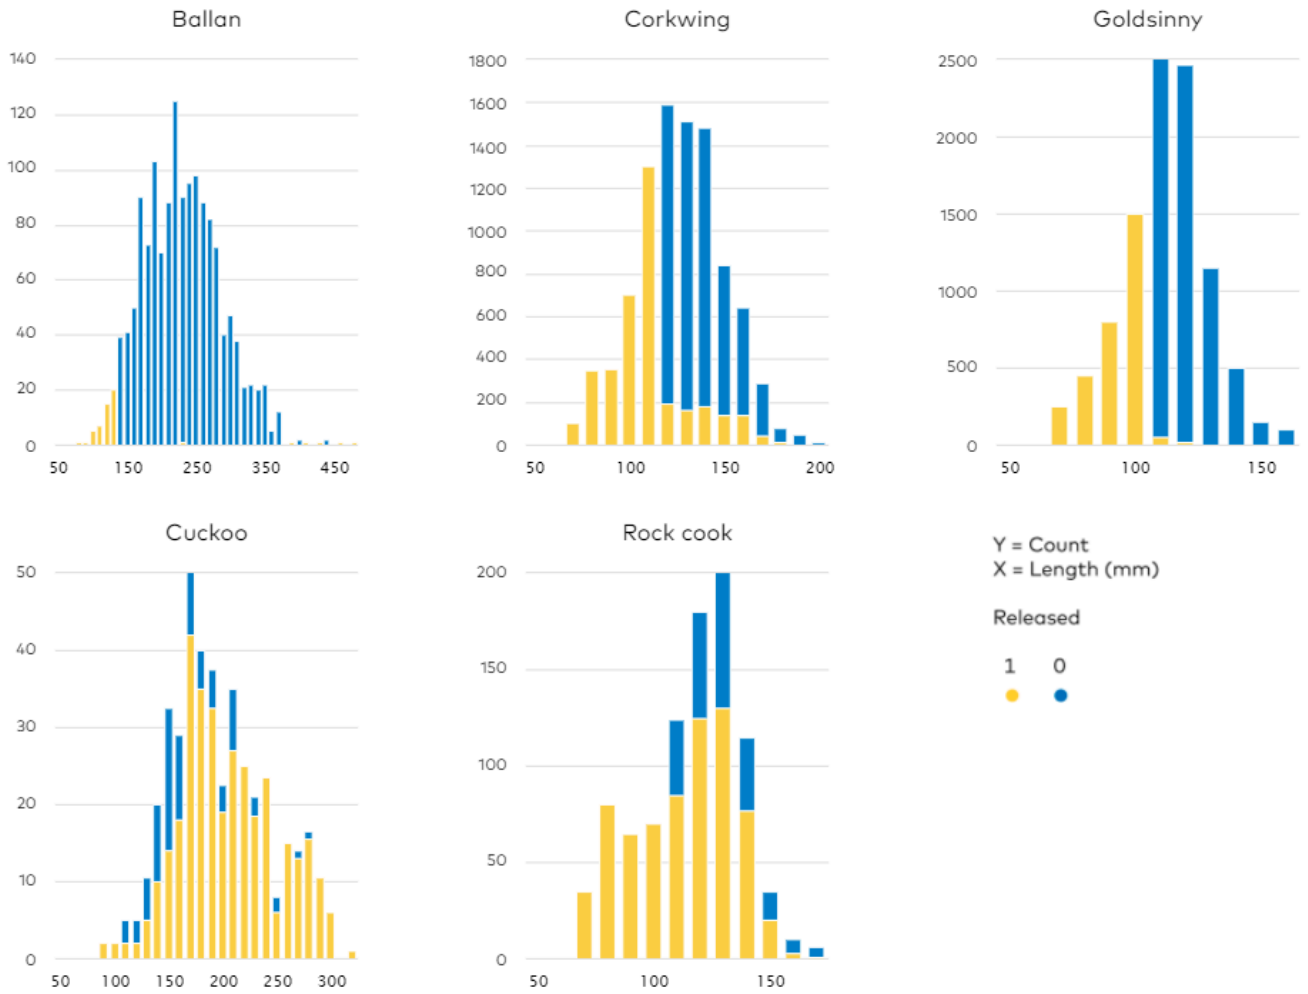 Ballan
140
120
100
80
60
40
20
0
50 150 250 350 450
Corkwing
1800
1600
1400
1200
1000
800
600
400
200
0
50 100 150 200
Goldsinny
2500
2000
1500
1000
500
0
50 100 150
Cuckoo
50
40
30
20
10
0
50 100 150 200 250 300
Rock cook
200
150
100
50
0
50 100 150
Y = Count
X = Length (mm)
Released
1 0